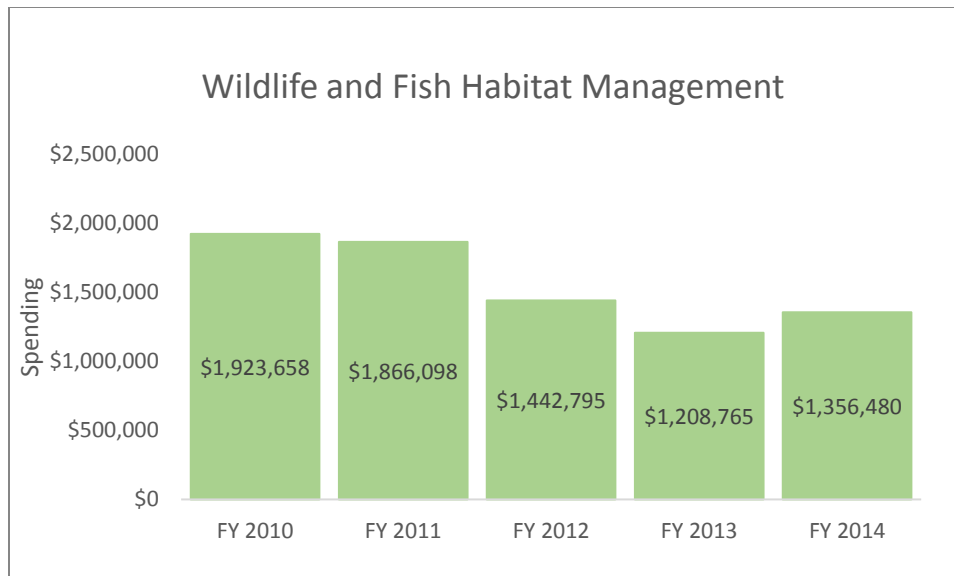 Wildlife and Fish Habitat Management
$2,500,000
$2,000,000
$1,500,000
$1,000,000
$500,000
$0
Spending
$1,923,658
$1,866,098
$1,442,795
$1,208,765
$1,356,480
FY 2010
FY 2011
FY 2012
FY 2013
FY 2014